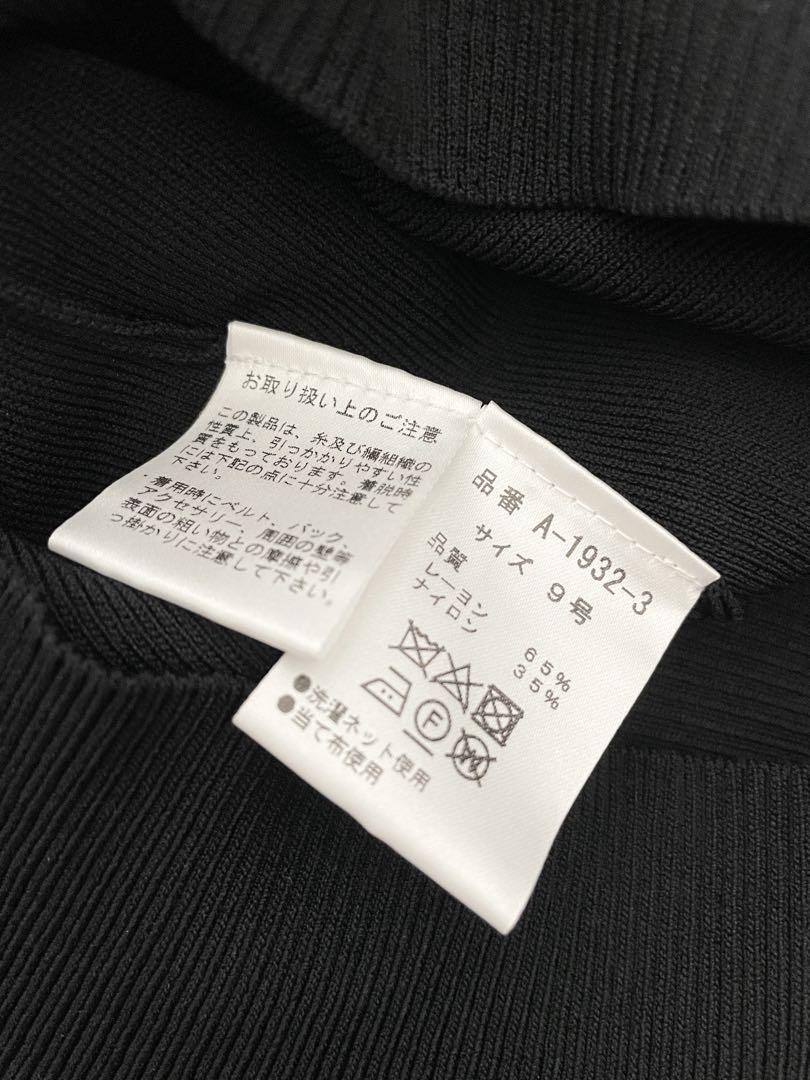 お取り扱い上のご注意
この製品は、糸及び編組織の
性質上、引っかかりやすい性
質をもっております。着脱時
には下記の点に十分注意して
下さい。
・着用時にベルト、バック、
アクセサリー、周囲の壁等
表面の粗い物との摩擦や引
っ掛かりに注意して下さい。
品番 A-1932-3
サイズ 9号
品質
レーヨン 65%
ナイロン 35%
F
W
●洗濯ネット使用
●当て布使用